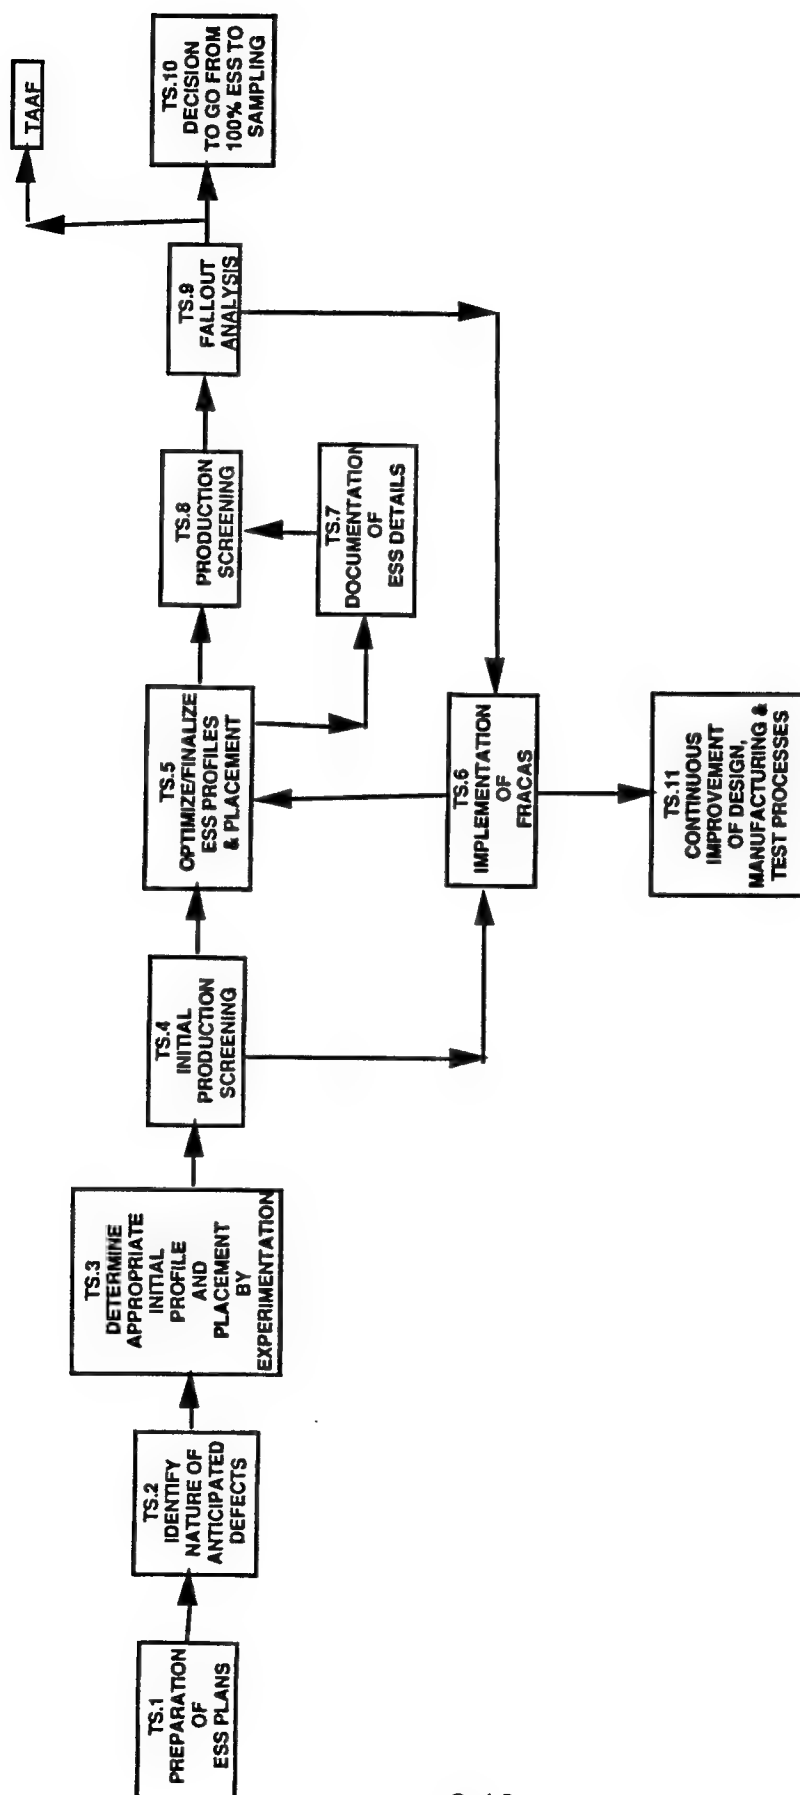 TS.1
PREPARATION
OF
ESS PLANS
TS.2
IDENTIFY
NATURE OF
ANTICIPATED
DEFECTS
TS.3
DETERMINE
APPROPRIATE
INITIAL
PROFILE
AND
PLACEMENT
BY
EXPERIMENTATION
TS.4
INITIAL
PRODUCTION
SCREENING
TS.5
OPTIMIZE/FINALIZE
ESS PROFILES
& PLACEMENT
TS.6
IMPLEMENTATION
OF
FRACAS
TS.7
DOCUMENTATION
OF
ESS DETAILS
TS.8
PRODUCTION
SCREENING
TS.9
FALLOUT
ANALYSIS
TAAF
TS.10
DECISION
TO GO FROM
100% ESS TO
SAMPLING
TS.11
CONTINUOUS
IMPROVEMENT
OF DESIGN,
MANUFACTURING &
TEST PROCESSES